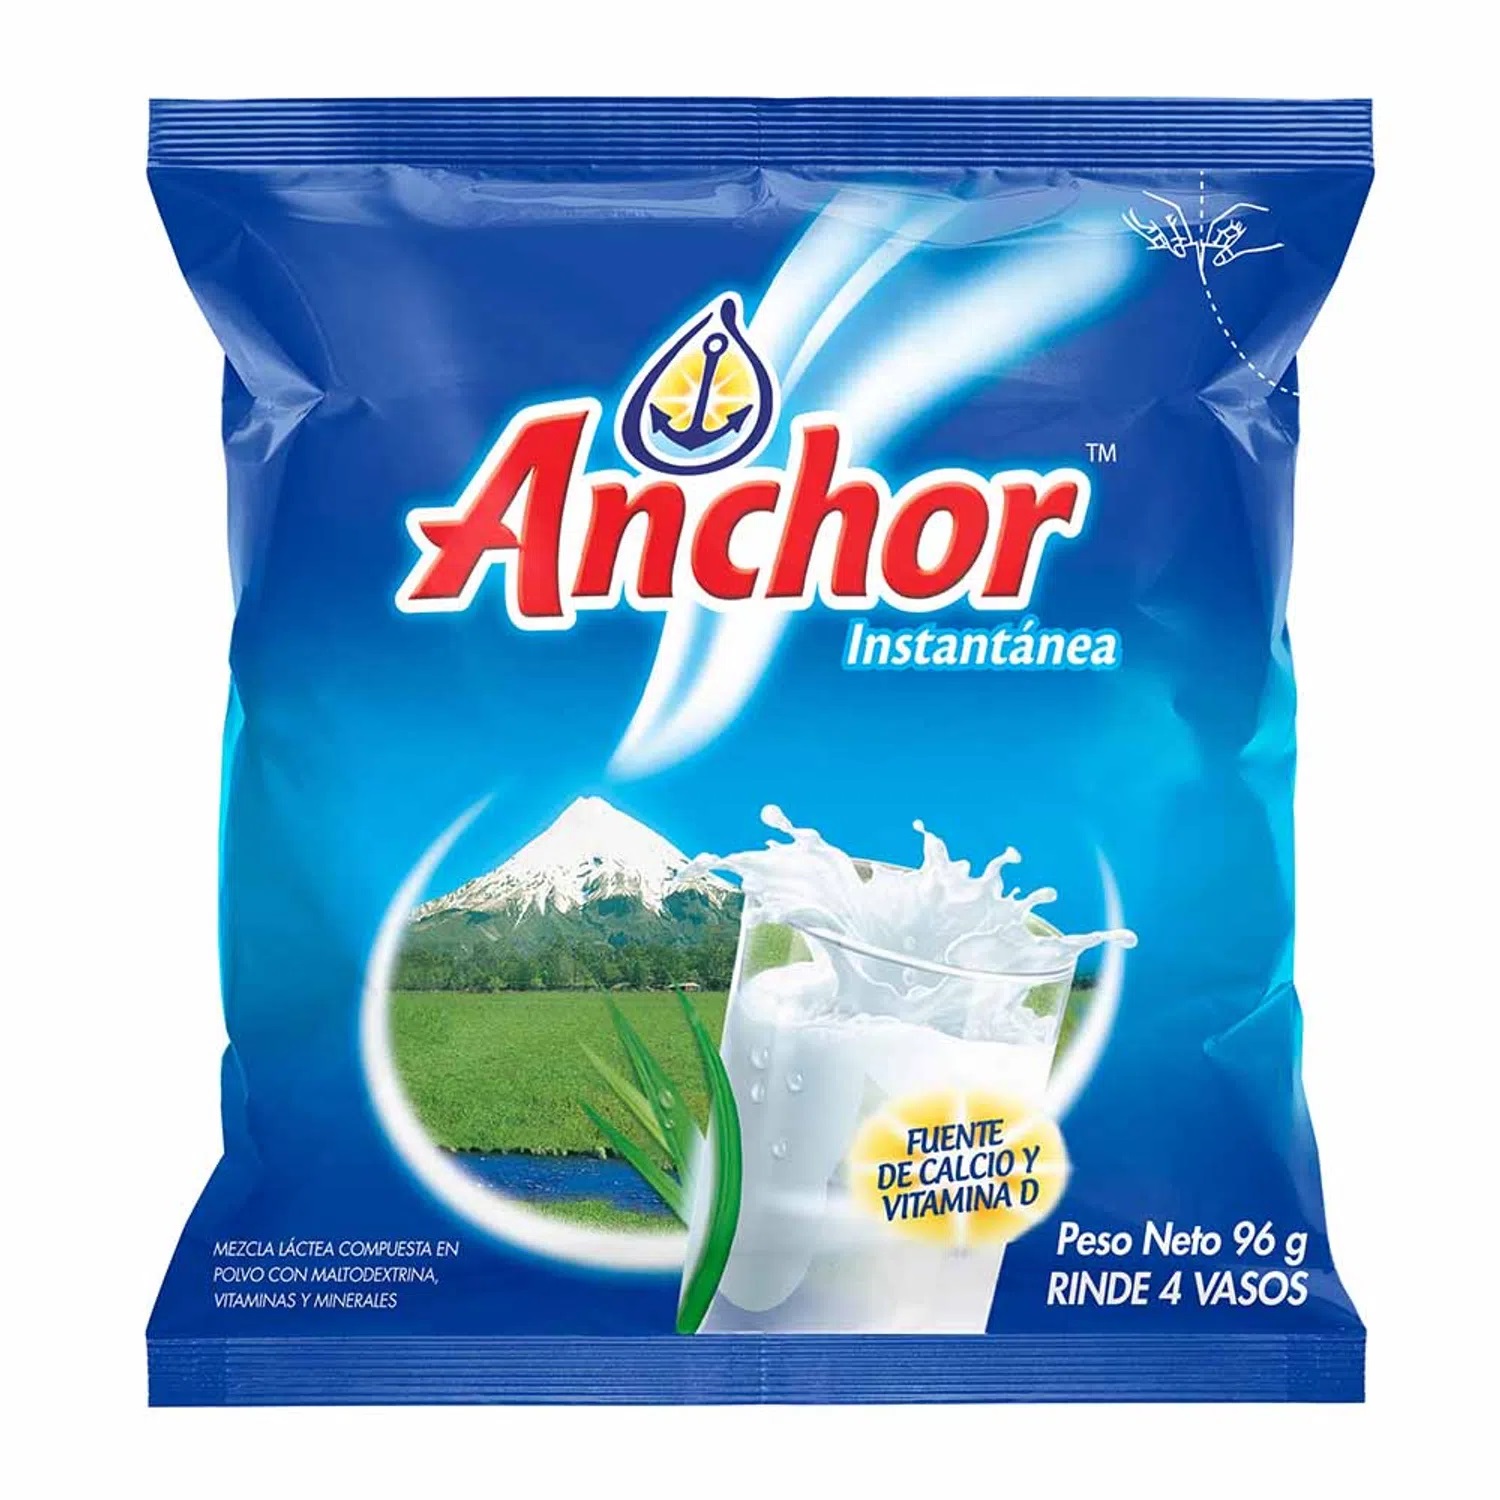 Anchor
TM
Instantánea
FUENTE
DE CALCIO Y
VITAMINA D
MEZCLA LÁCTEA COMPUESTA EN
POLVO CON MALTODEXTRINA,
VITAMINAS Y MINERALES
Peso Neto 96 g
RINDE 4 VASOS